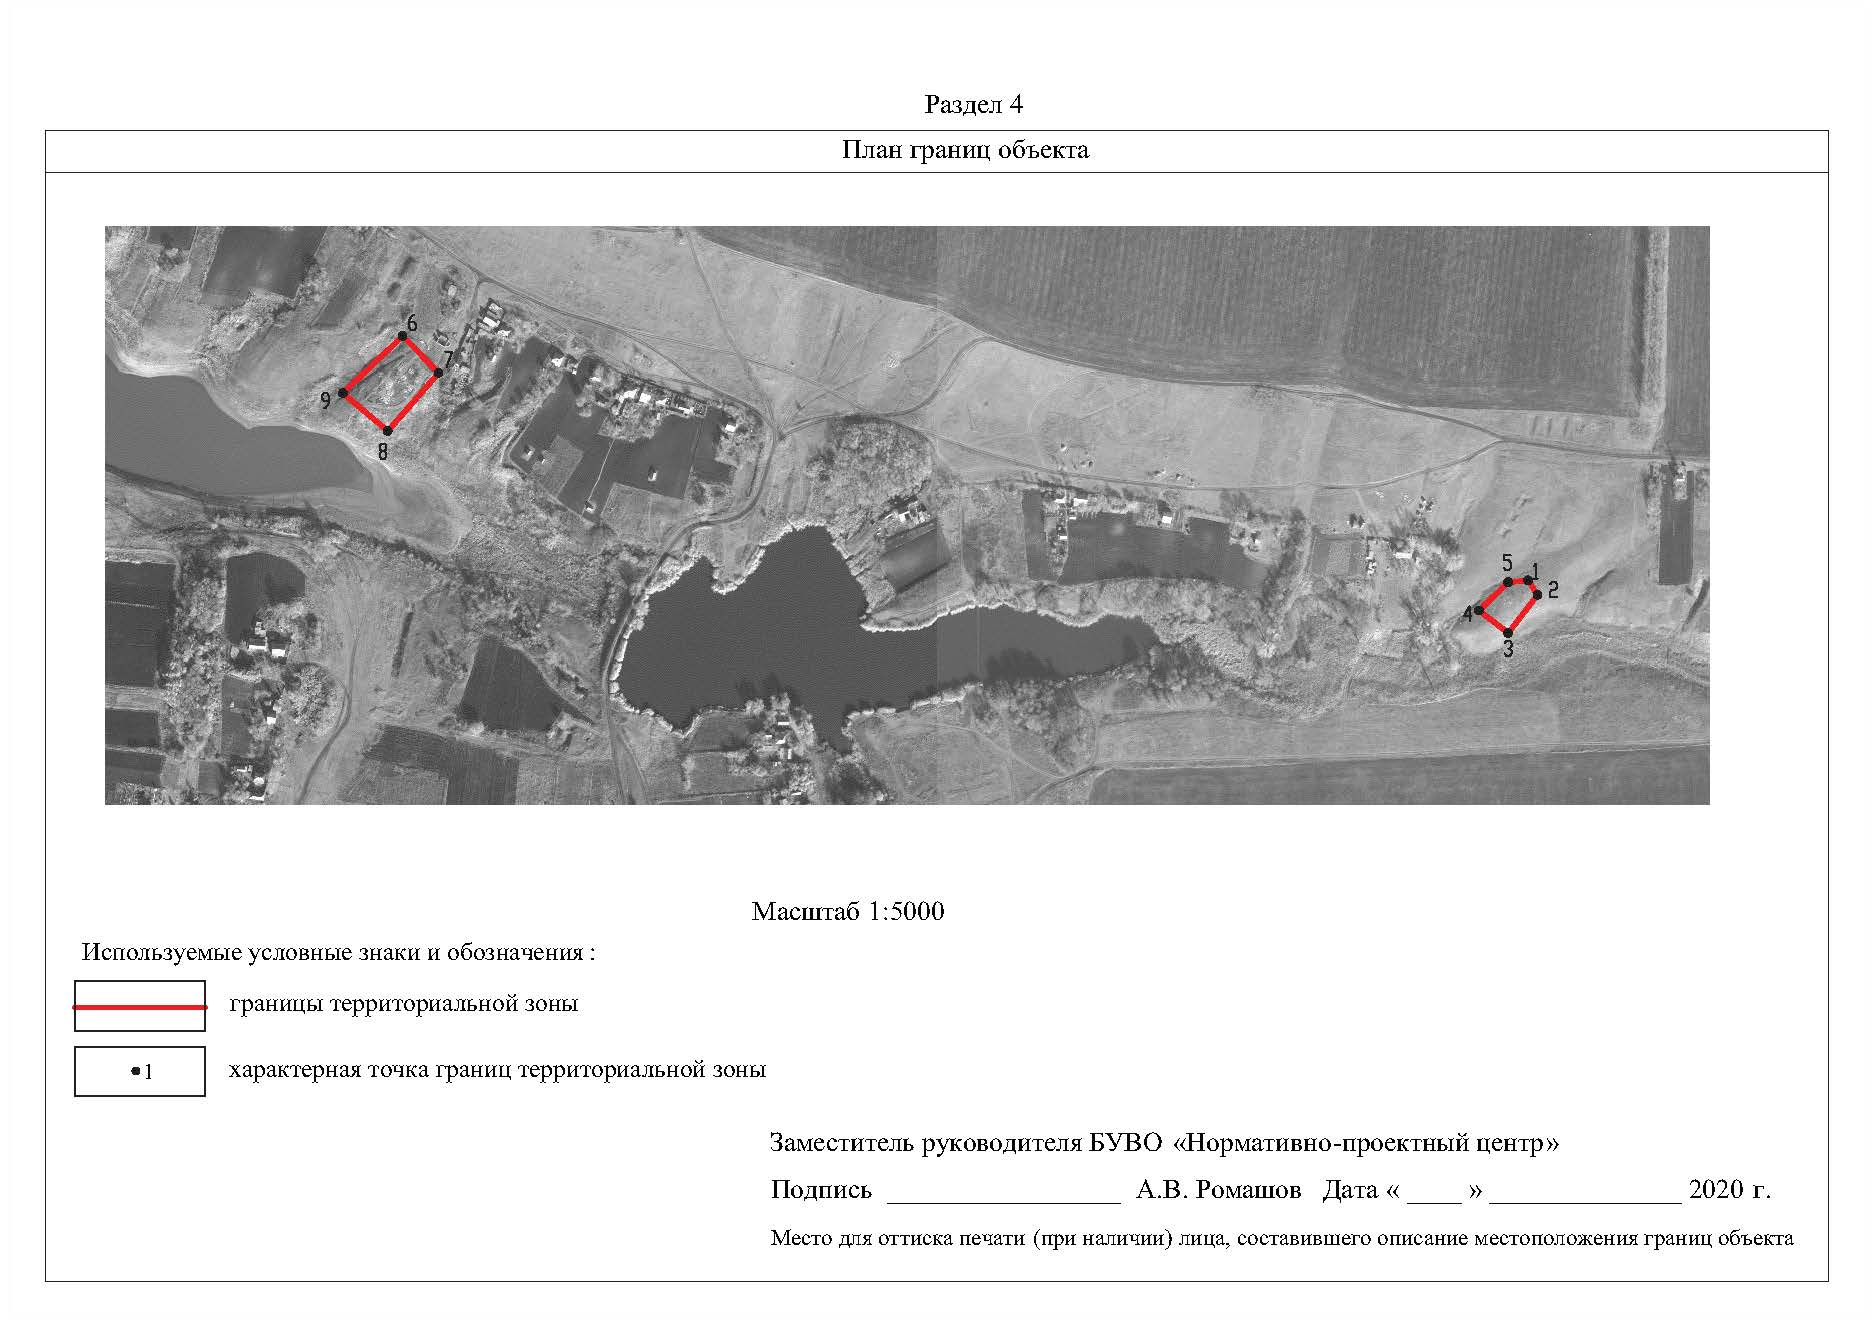 Раздел 4
План границ объекта
6
7
9
8
5
1
2
4
3
Масштаб 1:5000
Используемые условные знаки и обозначения :
границы территориальной зоны
1
характерная точка границ территориальной зоны
Заместитель руководителя БУВО «Нормативно-проектный центр»
Подпись _________________ А.В. Ромашов Дата « ____ » ______________ 2020 г.
Место для оттиска печати (при наличии) лица, составившего описание местоположения границ объекта